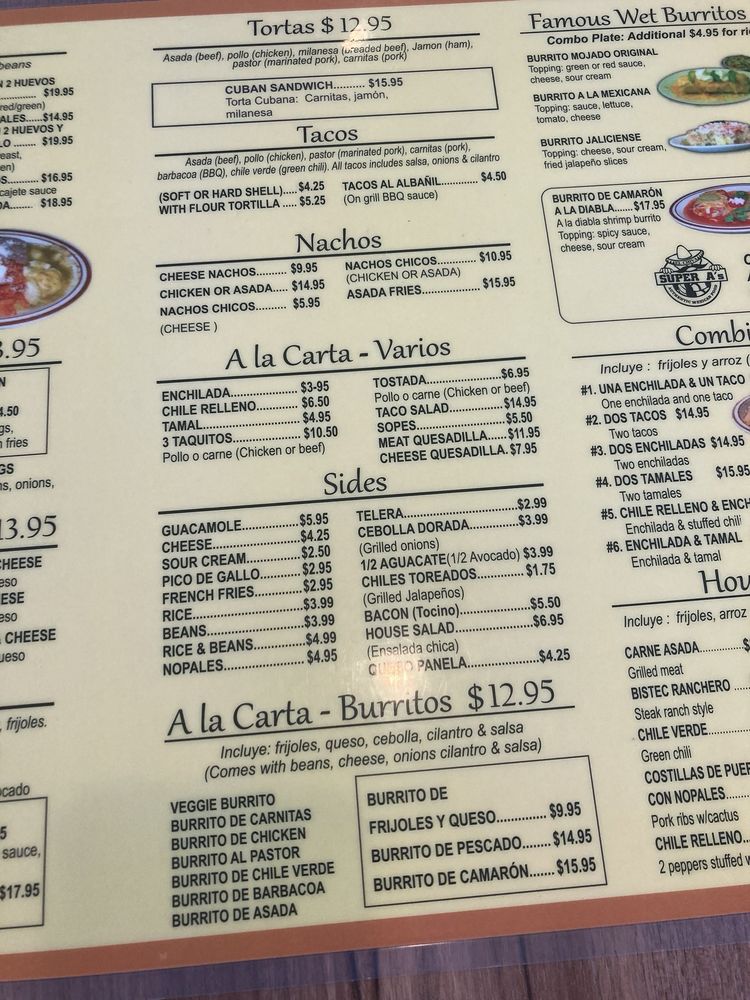 beans
N 2 HUEVOS
......... $19.95
red/green)
ALES.....$14.95
2 HUEVOS Y
LO ....... $19.95
east,
en)
S......... $16.95
cajete sauce
DA....... $18.95
3.95
N
4.50
gs,
n fries
GS
ns, onions,
13.95
CHEESE
eso
ESE
eso
& CHEESE
ueso
, frijoles.
ocado
5
sauce,
$17.95
Tortas $ 12.95
Asada (beef), pollo (chicken), milanesa (breaded beef), Jamon (ham),
pastor (marinated pork), carnitas (pork)
CUBAN SANDWICH.......... $15.95
Torta Cubana: Carnitas, jamón,
milanesa
Tacos
Asada (beef), pollo (chicken), pastor (marinated pork), carnitas (pork),
barbacoa (BBQ), chile verde (green chili). All tacos includes salsa, onions & cilantro
(SOFT OR HARD SHELL).... $4.25
WITH FLOUR TORTILLA .... $5.25
TACOS AL ALBAÑIL............ $4.50
(On grill BBQ sauce)
Nachos
CHEESE NACHOS.......... $9.95
CHICKEN OR ASADA..... $14.95
NACHOS CHICOS.......... $5.95
(CHEESE )
NACHOS CHICOS............. $10.95
(CHICKEN OR ASADA)
ASADA FRIES................... $15.95
A la Carta - Varios
ENCHILADA.................. $3-95
CHILE RELLENO............ $6.50
TAMAL......................... $4.95
3 TAQUITOS................. $10.50
Pollo o carne (Chicken or beef)
TOSTADA......................$6.95
Pollo o carne (Chicken or beef)
TACO SALAD................$14.95
SOPES.........................$5.50
MEAT QUESADILLA......$11.95
CHEESE QUESADILLA. $7.95
Sides
GUACAMOLE................$5.95
CHEESE........................$4.25
SOUR CREAM...............$2.50
PICO DE GALLO............$2.95
FRENCH FRIES..............$2.95
RICE.............................$3.99
BEANS..........................$3.99
RICE & BEANS..............$4.99
NOPALES......................$4.95
TELERA.........................$2.99
CEBOLLA DORADA............$3.99
(Grilled onions)
1/2 AGUACATE(1/2 Avocado) $3.99
CHILES TOREADOS............$1.75
(Grilled Jalapeños)
BACON (Tocino)................$5.50
HOUSE SALAD..................$6.95
(Ensalada chica)
QUESO PANELA.................$4.25
A la Carta - Burritos $12.95
Incluye: frijoles, queso, cebolla, cilantro & salsa
(Comes with beans, cheese, onions cilantro & salsa)
VEGGIE BURRITO
BURRITO DE CARNITAS
BURRITO DE CHICKEN
BURRITO AL PASTOR
BURRITO DE CHILE VERDE
BURRITO DE BARBACOA
BURRITO DE ASADA
BURRITO DE
FRIJOLES Y QUESO............. $9.95
BURRITO DE PESCADO....... $14.95
BURRITO DE CAMARÓN....... $15.95
Famous Wet Burritos
Combo Plate: Additional $4.95 for ri
BURRITO MOJADO ORIGINAL
Topping: green or red sauce,
cheese, sour cream
BURRITO A LA MEXICANA
Topping: sauce, lettuce,
tomato, cheese
BURRITO JALICIENSE
Topping: cheese, sour cream,
fried jalapeño slices
BURRITO DE CAMARÓN
A LA DIABLA.......$17.95
A la diabla shrimp burrito
Topping: spicy sauce,
cheese, sour cream
SUPER A's
Combi
Incluye : frijoles y arroz (
#1. UNA ENCHILADA & UN TACO
One enchilada and one taco
#2. DOS TACOS $14.95
Two tacos
#3. DOS ENCHILADAS $14.95
Two enchiladas
#4. DOS TAMALES $15.95
Two tamales
#5. CHILE RELLENO & ENCH
Enchilada & stuffed chili
#6. ENCHILADA & TAMAL
Enchilada & tamal
Hou
Incluye : frijoles, arroz
CARNE ASADA..........$
Grilled meat
BISTEC RANCHERO ....
Steak ranch style
CHILE VERDE..........
Green chili
COSTILLAS DE PUER
CON NOPALES.........
Pork ribs w/cactus
CHILE RELLENO.....
2 peppers stuffed w